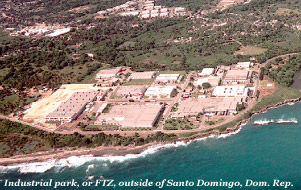 Industrial park, or FTZ, outside of Santo Domingo, Dom. Rep.